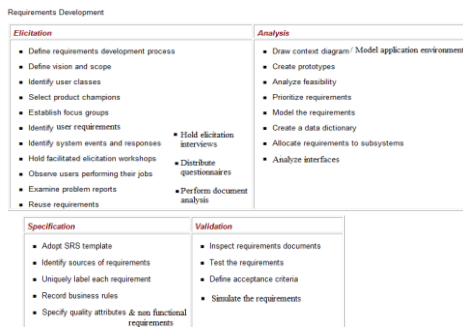 Requirements Development
Elicitation
Define requirements development process
Define vision and scope
Identify user classes
Select product champions
Establish focus groups
Identify user requirements
Identify system events and responses
Hold facilitated elicitation workshops
Observe users performing their jobs
Examine problem reports
Reuse requirements
Hold elicitation
interviews
Distribute
questionnaires
Perform document
analysis
Analysis
Draw context diagram / Model application environment
Create prototypes
Analyze feasibility
Prioritize requirements
Model the requirements
Create a data dictionary
Allocate requirements to subsystems
Analyze interfaces
Specification
Adopt SRS template
Identify sources of requirements
Uniquely label each requirement
Record business rules
Specify quality attributes & non functional
requirements
Validation
Inspect requirements documents
Test the requirements
Define acceptance criteria
Simulate the requirements